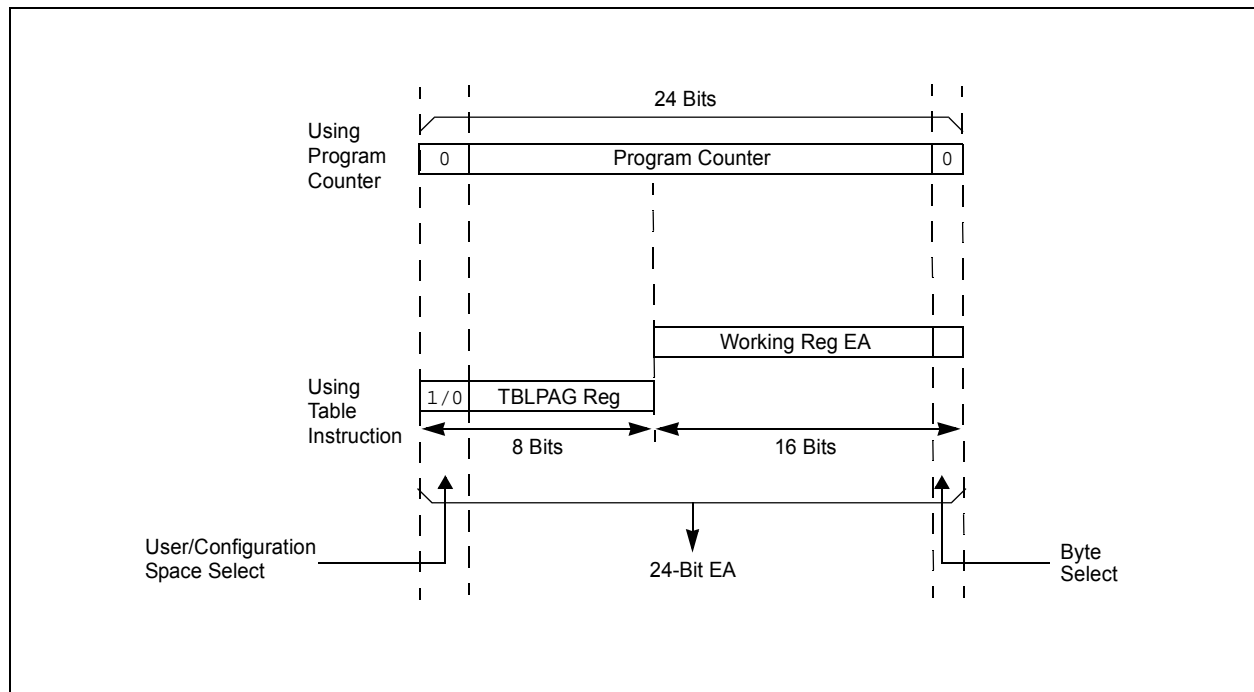 24 Bits
Using
Program
Counter
0
Program Counter
0
Working Reg EA
Using
Table
Instruction
1/0
TBLPAG Reg
8 Bits
16 Bits
User/Configuration
Space Select
24-Bit EA
Byte
Select